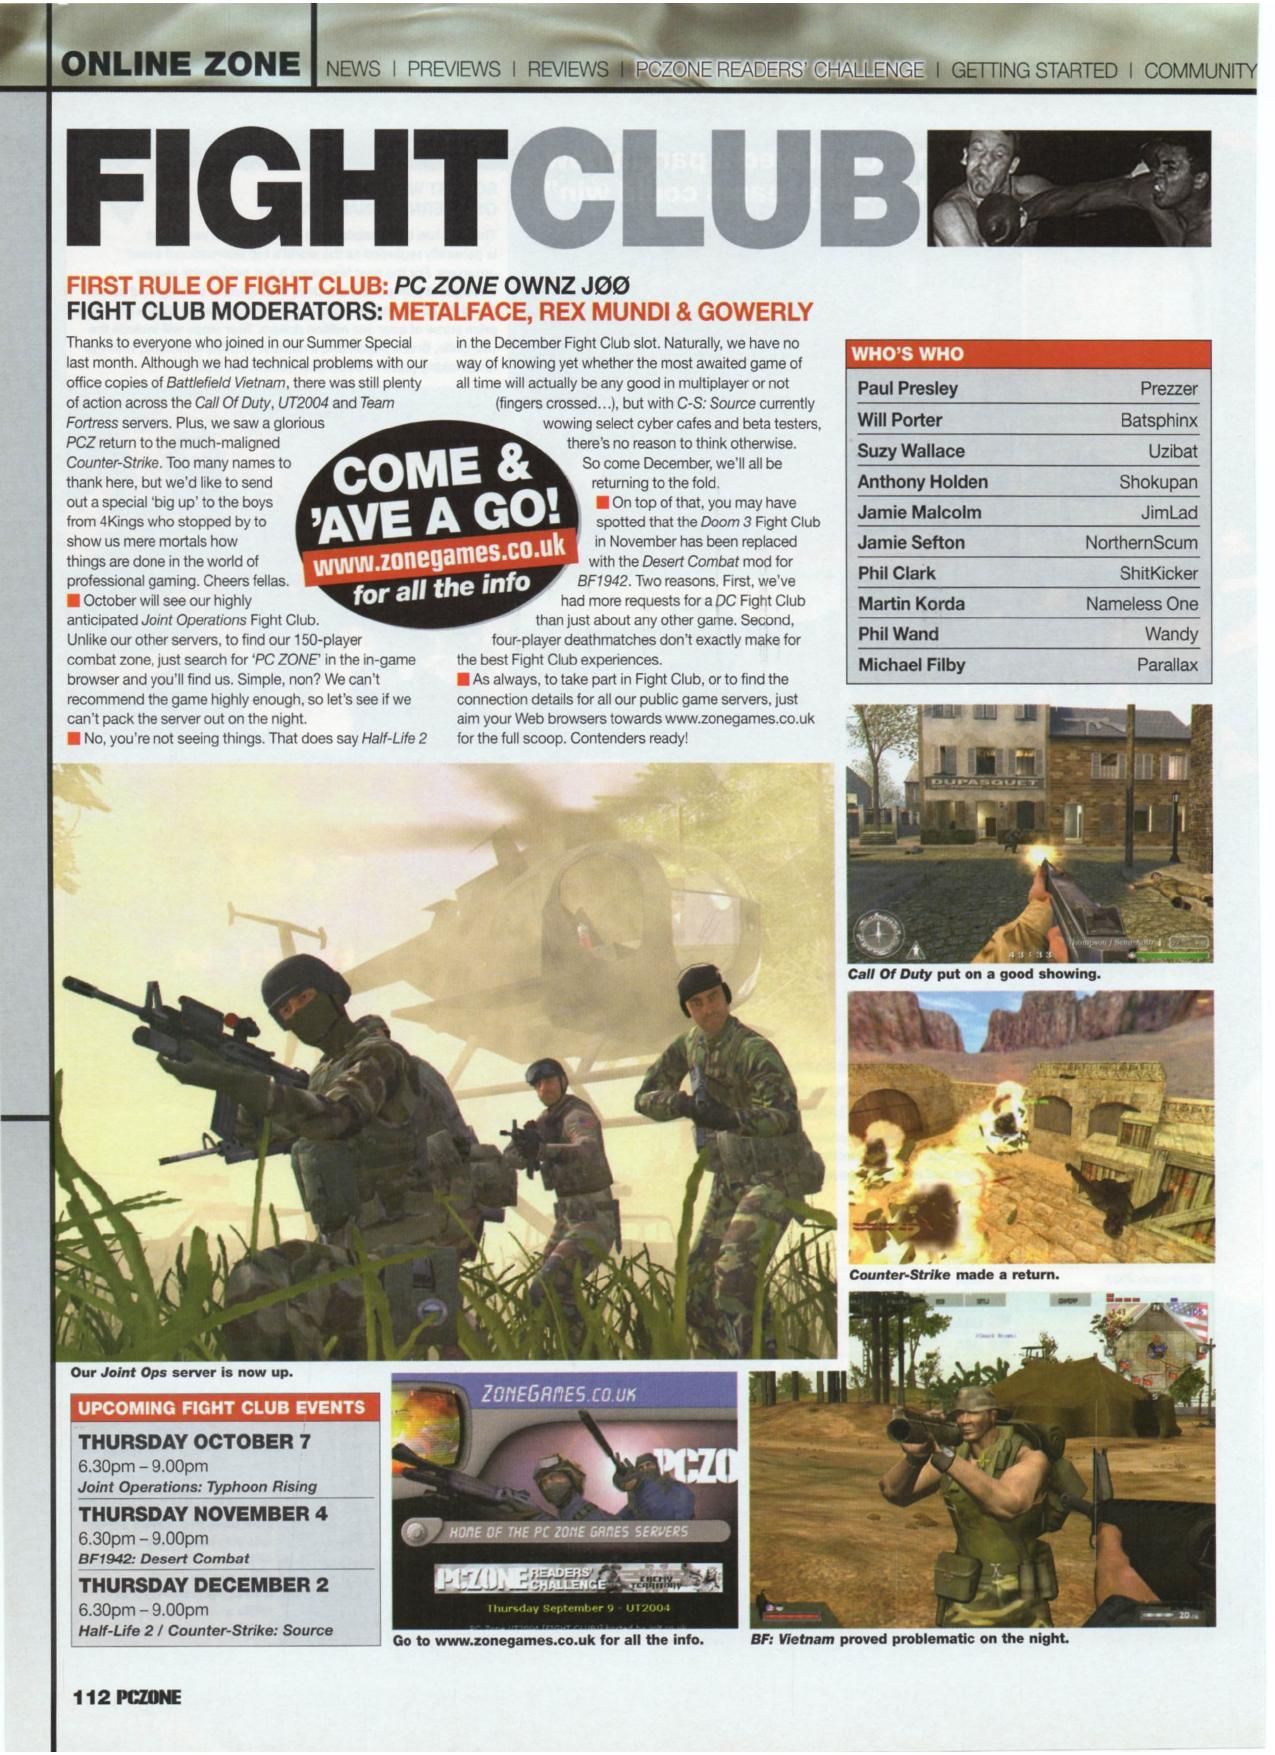 ONLINE ZONE
NEWS | PREVIEWS | REVIEWS | PCZONE READERS' CHALLENGE | GETTING STARTED | COMMUNITY
FIGHTCLUB
FIRST RULE OF FIGHT CLUB: PC ZONE OWNZ JØØ
FIGHT CLUB MODERATORS: METALFACE, REX MUNDI & GOWERLY
Thanks to everyone who joined in our Summer Special
last month. Although we had technical problems with our
office copies of Battlefield Vietnam, there was still plenty
of action across the Call Of Duty, UT2004 and Team
Fortress servers. Plus, we saw a glorious
PCZ return to the much-maligned
Counter-Strike. Too many names to
thank here, but we'd like to send
out a special 'big up' to the boys
from 4Kings who stopped by to
show us mere mortals how
things are done in the world of
professional gaming. Cheers fellas.
■ October will see our highly
anticipated Joint Operations Fight Club.
Unlike our other servers, to find our 150-player
combat zone, just search for 'PC ZONE' in the in-game
browser and you'll find us. Simple, non? We can't
recommend the game highly enough, so let's see if we
can't pack the server out on the night.
■ No, you're not seeing things. That does say Half-Life 2
in the December Fight Club slot. Naturally, we have no
way of knowing yet whether the most awaited game of
all time will actually be any good in multiplayer or not
(fingers crossed...), but with C-S: Source currently
wowing select cyber cafes and beta testers,
there's no reason to think otherwise.
So come December, we'll all be
returning to the fold.
■ On top of that, you may have
spotted that the Doom 3 Fight Club
in November has been replaced
with the Desert Combat mod for
BF1942. Two reasons. First, we've
had more requests for a DC Fight Club
than just about any other game. Second,
four-player deathmatches don't exactly make for
the best Fight Club experiences.
■ As always, to take part in Fight Club, or to find the
connection details for all our public game servers, just
aim your Web browsers towards www.zonegames.co.uk
for the full scoop. Contenders ready!
COME &
'AVE A GO!
www.zonegames.co.uk
for all the info
WHO'S WHO
Paul Presley Prezzer
Will Porter Batsphinx
Suzy Wallace Uzibat
Anthony Holden Shokupan
Jamie Malcolm JimLad
Jamie Sefton NorthernScum
Phil Clark ShitKicker
Martin Korda Nameless One
Phil Wand Wandy
Michael Filby Parallax
DUPASQUET
Thompson / Semi-Auto
43 : 33
Call Of Duty put on a good showing.
Counter-Strike made a return.
Our Joint Ops server is now up.
UPCOMING FIGHT CLUB EVENTS
THURSDAY OCTOBER 7
6.30pm – 9.00pm
Joint Operations: Typhoon Rising
THURSDAY NOVEMBER 4
6.30pm – 9.00pm
BF1942: Desert Combat
THURSDAY DECEMBER 2
6.30pm – 9.00pm
Half-Life 2 / Counter-Strike: Source
ZONEGAMES.CO.UK
PCZO
HOME OF THE PC ZONE GAMES SERVERS
PCZONE READERS' CHALLENGE ENEMY TERRITORY
Thursday September 9 - UT2004
Go to www.zonegames.co.uk for all the info.
BF: Vietnam proved problematic on the night.
112 PCZONE